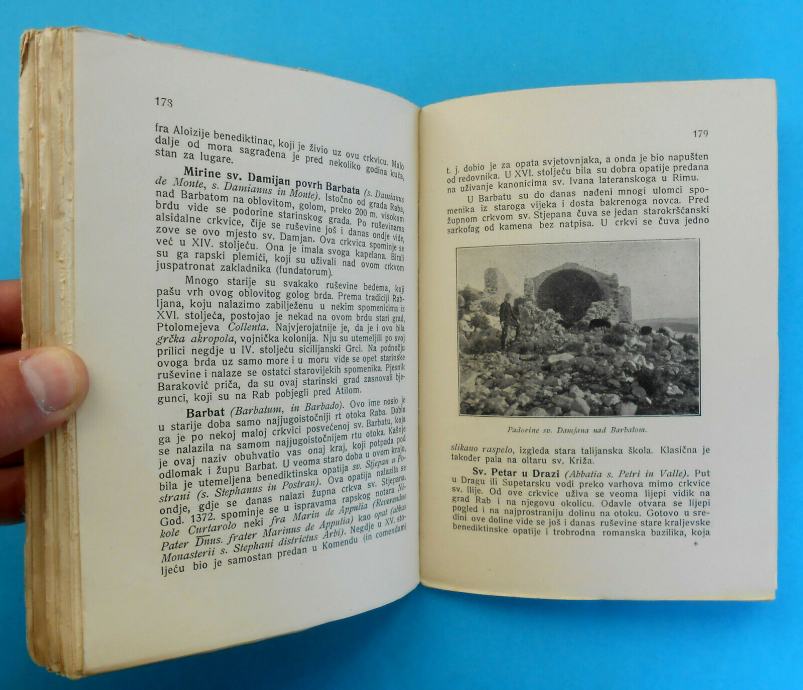 178
fra Aloizije benediktinac, koji je živio uz ovu crkvicu. Malo
dalje od mora sagrađena je pred nekoliko godina kuća,
stan za lugare.
Mirine sv. Damijan povrh Barbata (s. Damianus
de Monte, s. Damianus in Monte). Istočno od grada Raba,
nad Barbatom na oblovitom, golom, preko 200 m. visokom
brdu vide se podorine starinskog grada. Po ruševinama
alsidalne crkvice, čije se ruševine još i danas ondje vide,
zove se ovo mjesto sv. Damjan. Ova crkvica spominje se
već u XIV. stoljeću. Ona je imala svoga kapelana. Birali
su ga rapski plemići, koji su uživali nad ovom crkvom
juspatronat zakladnika (fundatorum).
Mnogo starije su svakako ruševine bedema, koji
pašu vrh ovog oblovitog golog brda. Prema tradiciji Rab-
ljana, koju nalazimo zabilježenu u nekim spomenicima iz
XVI. stoljeća, postojao je nekad na ovom brdu stari grad,
Ptolomejeva Collenta. Najvjerojatnije je, da je i ovo bila
grčka akropola, vojnička kolonija. Nju su utemeljili po svoj
prilici negdje u IV. stoljeću sicilijanski Grci. Na podnožju
ovoga brda uz samo more i u moru vide se opet starinske
ruševine i nalaze se ostatci starovijekih spomenika. Pjesnik
Baraković priča, da su ovaj starinski grad zasnovali bje-
gunci, koji su na Rab pobjegli pred Atilom.
Barbat (Barbatum, in Barbado). Ovo ime nosio je
u starije doba samo najjugoistočniji rt otoka Raba. Dobio
ga je po nekoj maloj crkvici posvećenoj sv. Barbatu, koja
se nalazila na samom najjugoistočnijem rtu otoka. Kašnje
je ovaj naziv obuhvatio vas onaj kraj, koji potpada pod
odlomak i župu Barbat. U veoma staro doba u ovom kraju,
bila je utemeljena benediktinska opatija sv. Stjepan u Po-
strani (s. Stephanus in Postran). Ova opatija nalazila se
ondje, gdje se danas nalazi župna crkva sv. Stjepana.
God. 1372. spominje se u ispravama rapskog notara Ni-
kole Curtarolo neki fra Marin de Appulia (Reverendus
Pater Dnus. frater Marinus de Appulia) kao opat (abbas
Monasterii s. Stephani districtus Arbi). Negdje u XV. sto-
ljeću bio je samostan predan u Komendu (in comendam)
179
t. j. dobio je za opata svjetovnjaka, a onda je bio napušten
od redovnika. U XVI. stoljeću bila su dobra opatije predana
na uživanje kanonicima sv. Ivana lateranskoga u Rimu.
U Barbatu su do danas nađeni mnogi ulomci spo-
menika iz staroga vijeka i dosta bakrenoga novca. Pred
župnom crkvom sv. Stjepana čuva se jedan starokršćanski
sarkofag od kamena bez natpisa. U crkvi se čuva jedno
Padorine sv. Damjana nad Barbatom.
slikano raspelo, izgleda stara talijanska škola. Klasična je
također pala na oltaru sv. Križa.
Sv. Petar u Drazi (Abbatia s. Petri in Valle). Put
u Dragu ili Supetarsku vodi preko varhova mimo crkvice
sv. Ilije. Od ove crkvice uživa se veoma lijepi vidik na
grad Rab i na njegovu okolicu. Odavle otvara se lijepi
pogled i na najprostraniju dolinu na otoku. Gotovo u sre-
dini ove doline vide se još i danas ruševine stare kraljevske
benediktinske opatije i trobrodna romanska bazilika, koja
*